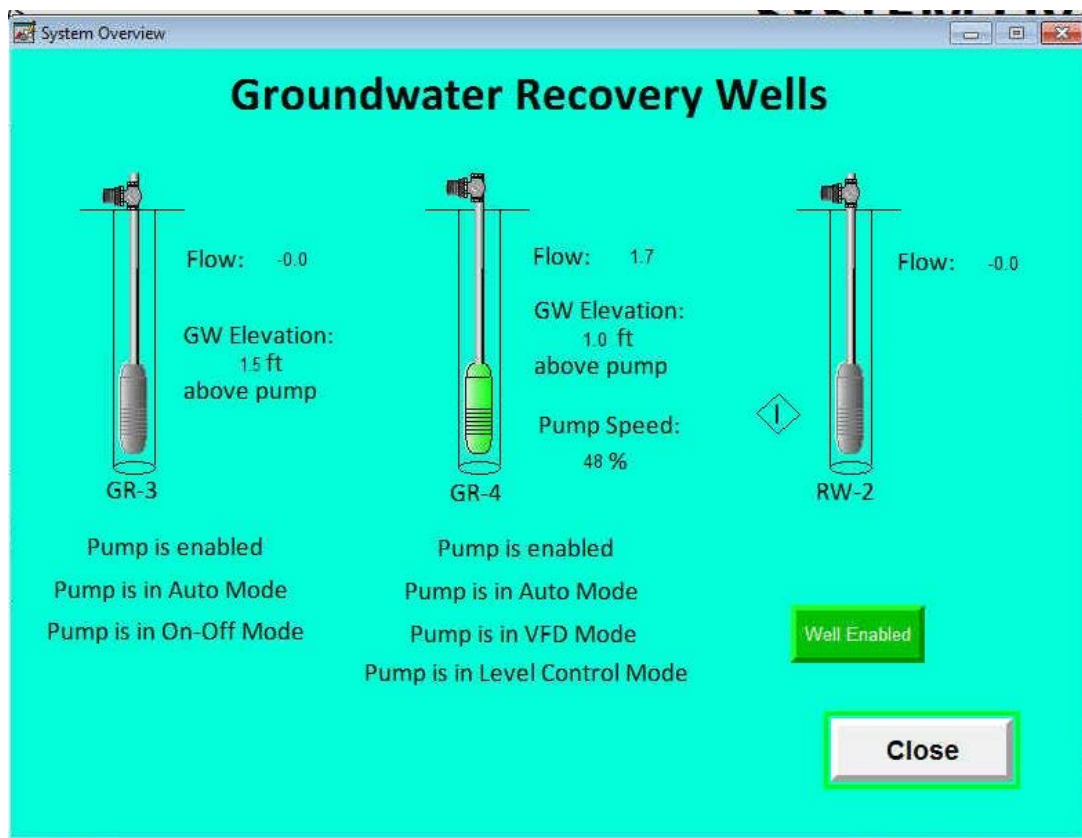 System Overview
Groundwater Recovery Wells
Flow: -0.0
GW Elevation:
1.5 ft
above pump
GR-3
Pump is enabled
Pump is in Auto Mode
Pump is in On-Off Mode
Flow: 1.7
GW Elevation:
1.0 ft
above pump
Pump Speed:
48 %
GR-4
Pump is enabled
Pump is in Auto Mode
Pump is in VFD Mode
Pump is in Level Control Mode
Flow: -0.0
I
RW-2
Well Enabled
Close